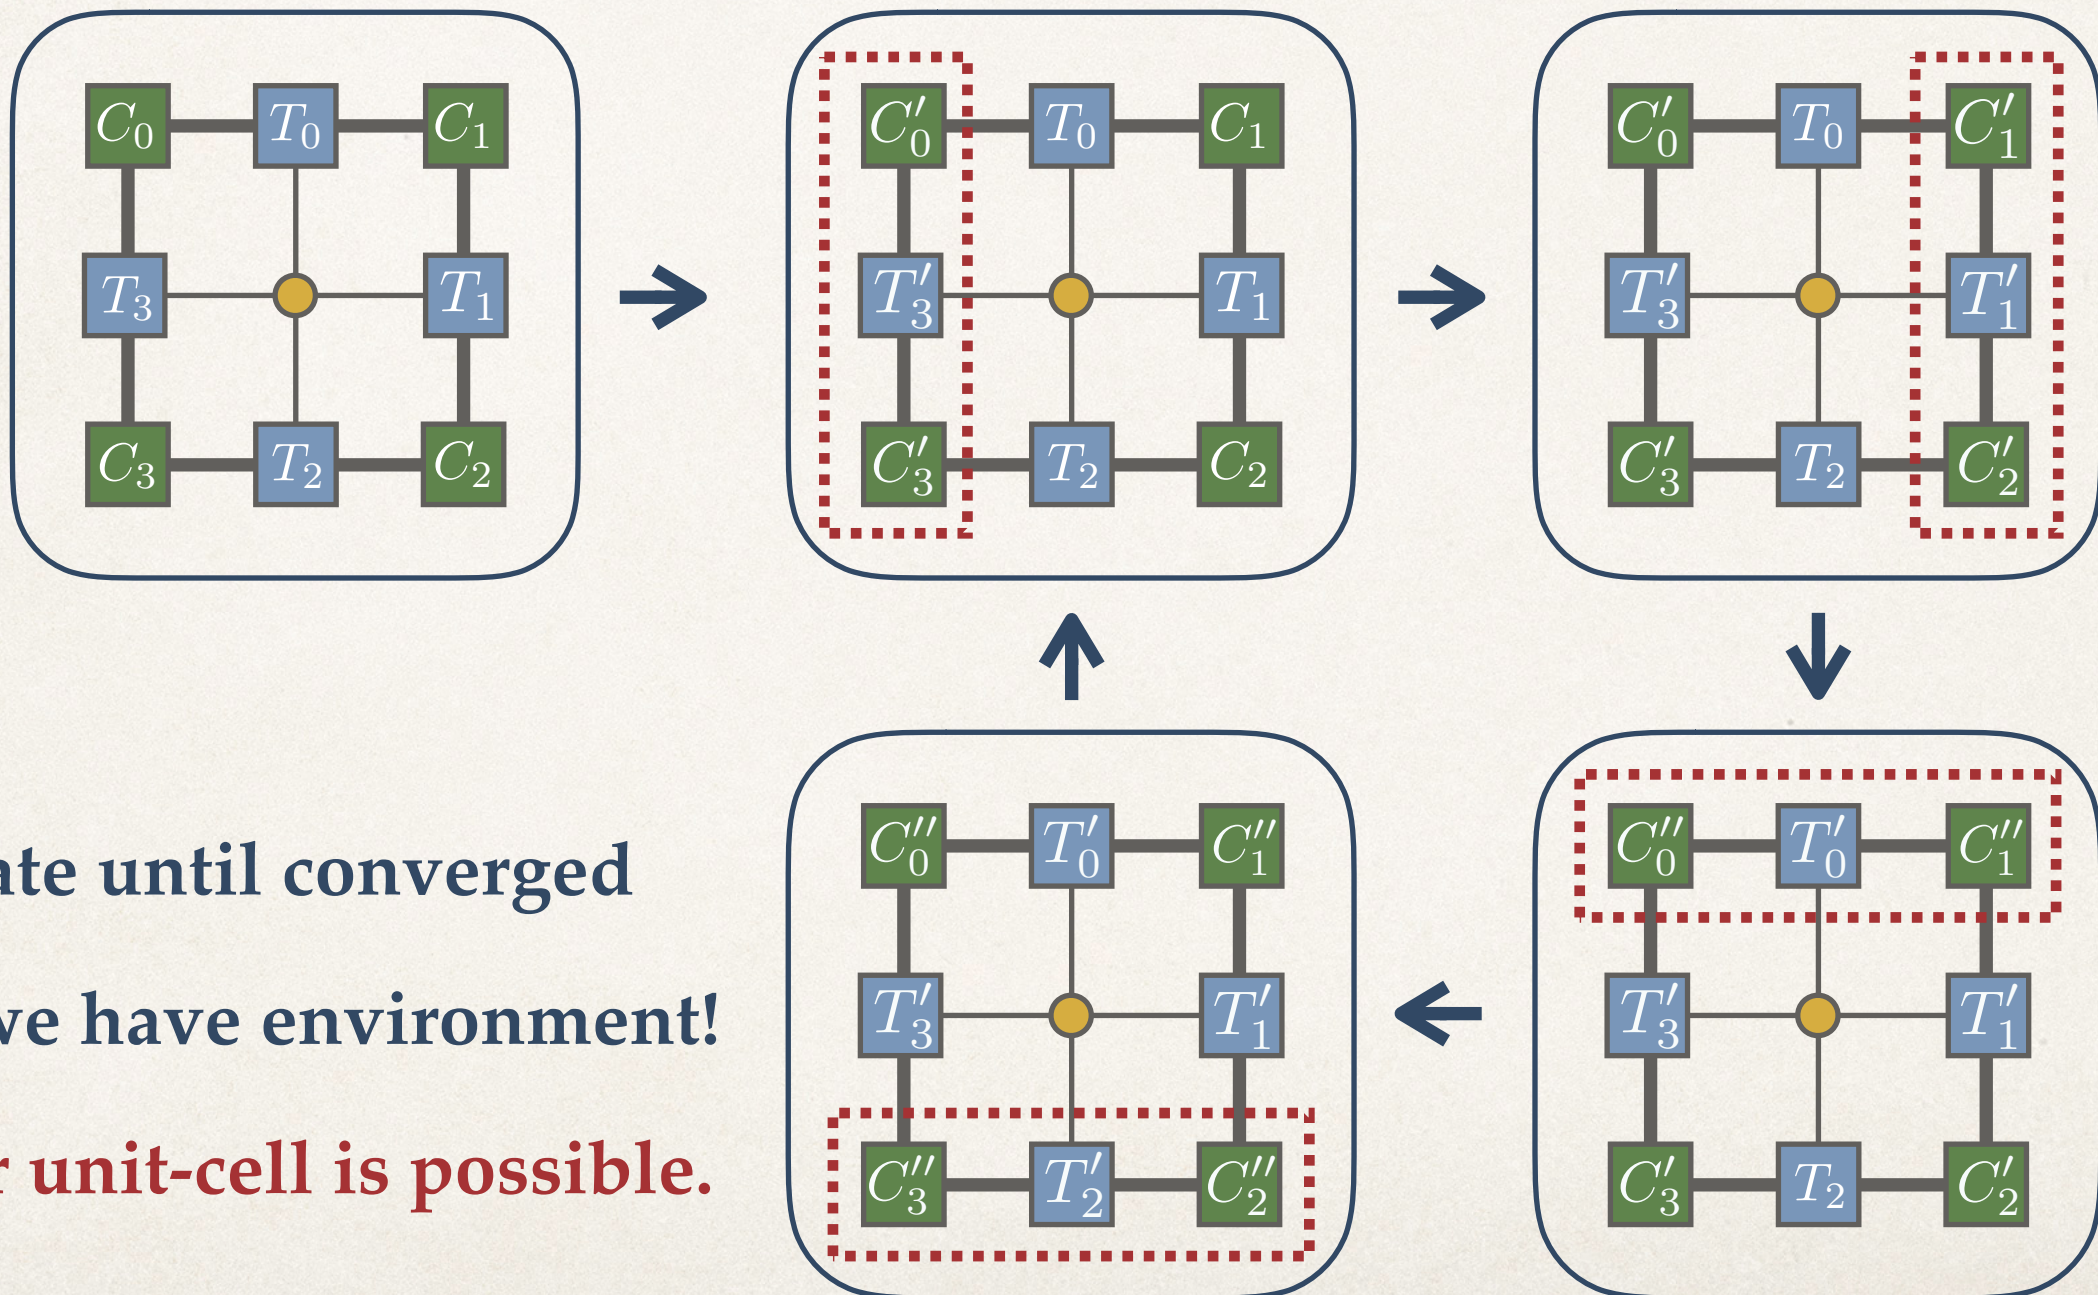 C₀ T₀ C₁
T₃ T₁
C₃ T₂ C₂
C₀′ T₀ C₁
T₃′ T₁
C₃′ T₂ C₂
C₀′ T₀ C₁′
T₃′ T₁′
C₃′ T₂ C₂′
until converged
have environment!
unit-cell is possible.
C₀″ T₀′ C₁″
T₃′ T₁′
C₃″ T₂′ C₂″
C₀″ T₀′ C₁″
T₃′ T₁′
C₃′ T₂ C₂′